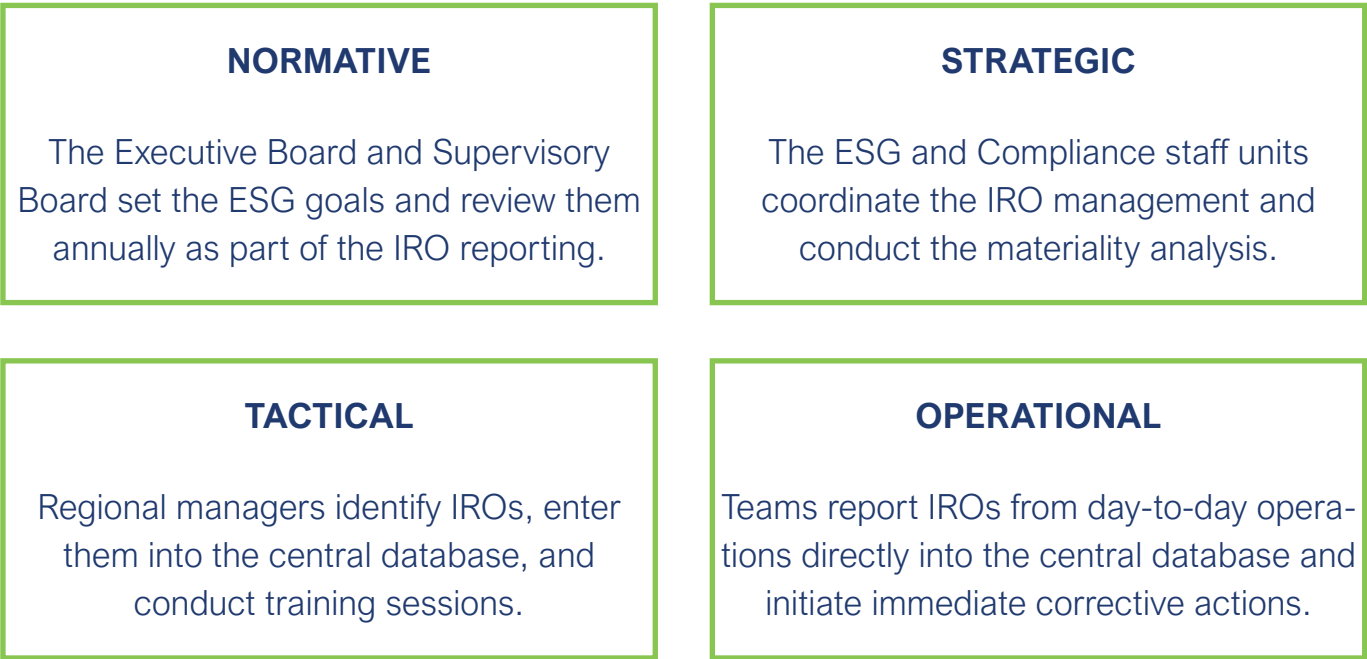 NORMATIVE
The Executive Board and Supervisory
Board set the ESG goals and review them
annually as part of the IRO reporting.
STRATEGIC
The ESG and Compliance staff units
coordinate the IRO management and
conduct the materiality analysis.
TACTICAL
Regional managers identify IROs, enter
them into the central database, and
conduct training sessions.
OPERATIONAL
Teams report IROs from day-to-day opera-
tions directly into the central database and
initiate immediate corrective actions.